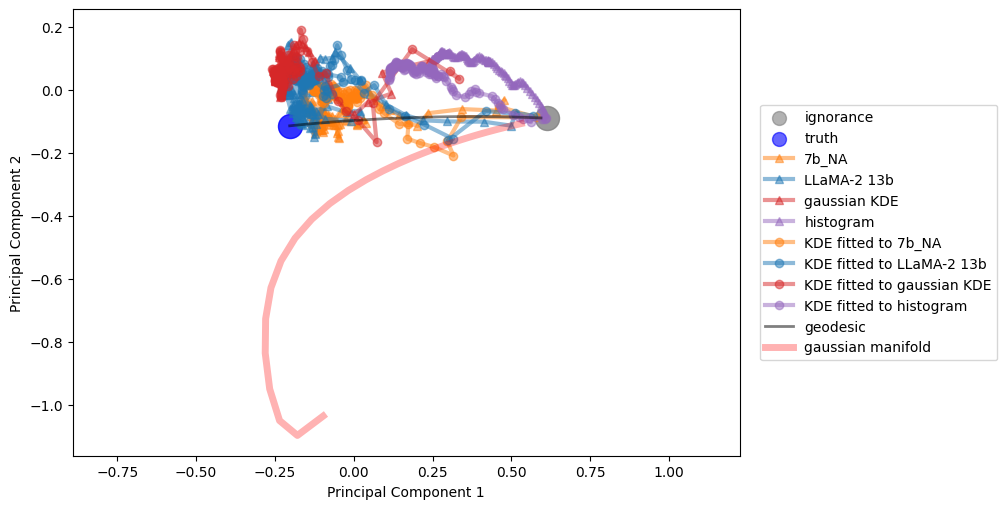 0.2
0.0
−0.2
−0.4
−0.6
−0.8
−1.0
Principal Component 2
−0.75
−0.50
−0.25
0.00
0.25
0.50
0.75
1.00
Principal Component 1
ignorance
truth
7b_NA
LLaMA-2 13b
gaussian KDE
histogram
KDE fitted to 7b_NA
KDE fitted to LLaMA-2 13b
KDE fitted to gaussian KDE
KDE fitted to histogram
geodesic
gaussian manifold